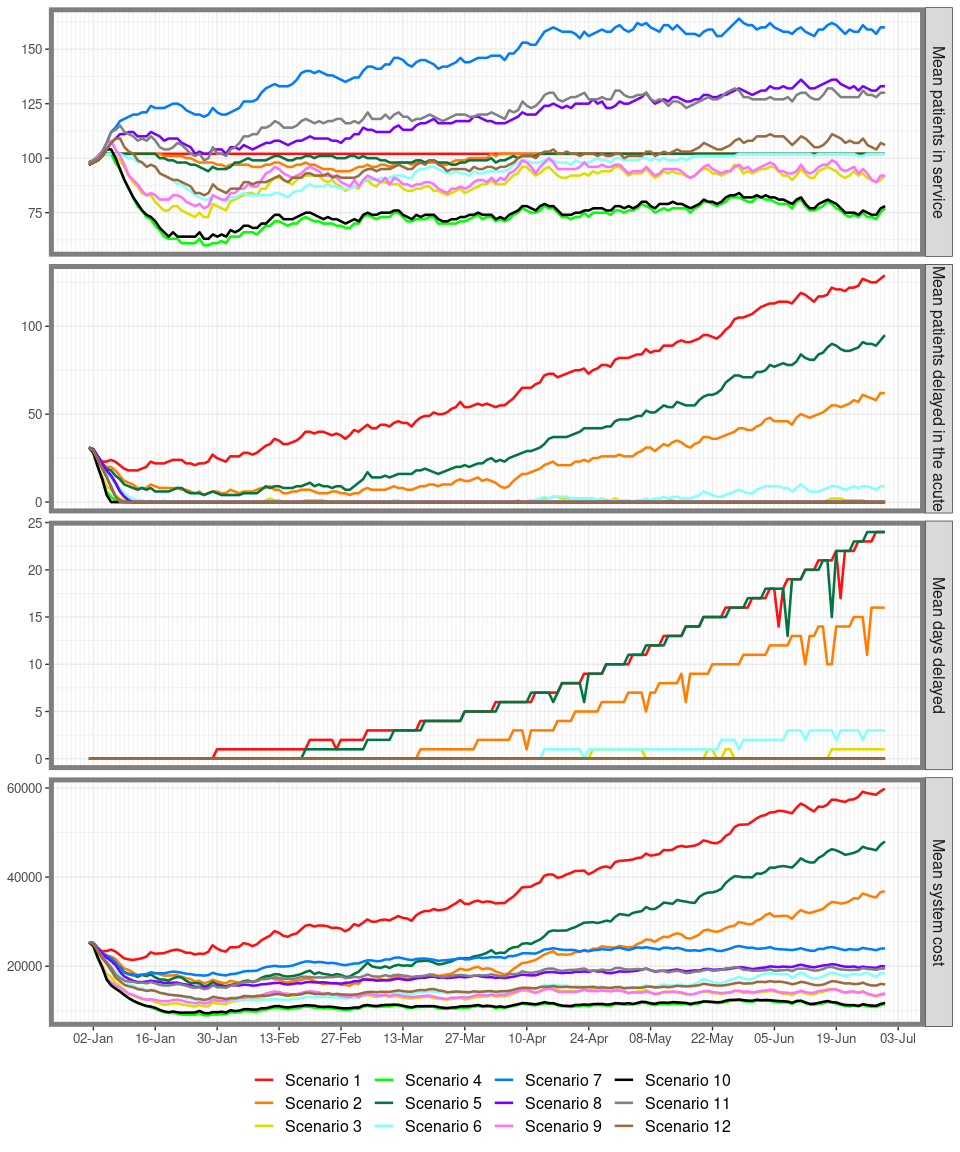 150
125
100
75
Mean patients in service
100
50
0
Mean patients delayed in the acute
25
20
15
10
5
0
Mean days delayed
60000
40000
20000
Mean system cost
02-Jan 16-Jan 30-Jan 13-Feb 27-Feb 13-Mar 27-Mar 10-Apr 24-Apr 08-May 22-May 05-Jun 19-Jun 03-Jul
Scenario 1 Scenario 4 Scenario 7 Scenario 10
Scenario 2 Scenario 5 Scenario 8 Scenario 11
Scenario 3 Scenario 6 Scenario 9 Scenario 12